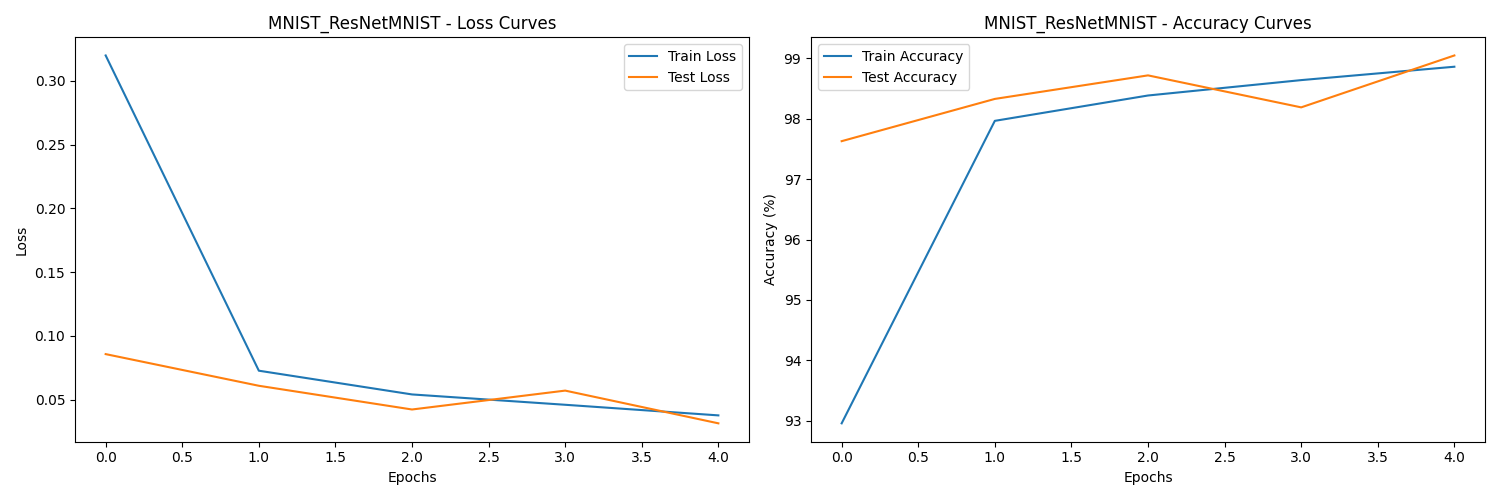 MNIST_ResNetMNIST - Loss Curves
Train Loss
Test Loss
0.30
0.25
0.20
0.15
0.10
0.05
Loss
0.0 0.5 1.0 1.5 2.0 2.5 3.0 3.5 4.0
Epochs
MNIST_ResNetMNIST - Accuracy Curves
Train Accuracy
Test Accuracy
99
98
97
96
95
94
93
Accuracy (%)
0.0 0.5 1.0 1.5 2.0 2.5 3.0 3.5 4.0
Epochs